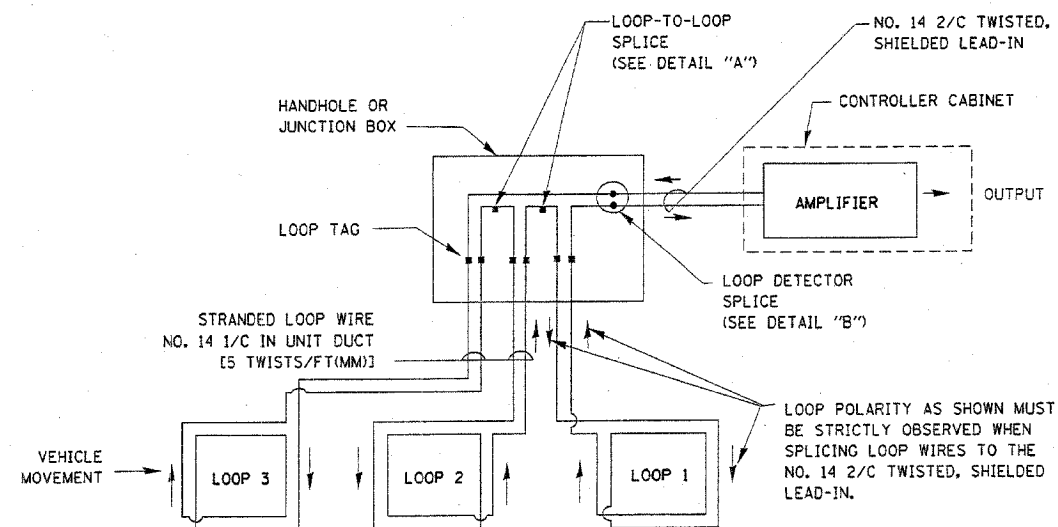 LOOP-TO-LOOP
SPLICE
(SEE DETAIL "A")
NO. 14 2/C TWISTED,
SHIELDED LEAD-IN
HANDHOLE OR
JUNCTION BOX
CONTROLLER CABINET
AMPLIFIER
OUTPUT
LOOP TAG
LOOP DETECTOR
SPLICE
(SEE DETAIL "B")
STRANDED LOOP WIRE
NO. 14 1/C IN UNIT DUCT
[5 TWISTS/FT(MM)]
LOOP POLARITY AS SHOWN MUST
BE STRICTLY OBSERVED WHEN
SPLICING LOOP WIRES TO THE
NO. 14 2/C TWISTED, SHIELDED
LEAD-IN.
VEHICLE
MOVEMENT
LOOP 3
LOOP 2
LOOP 1